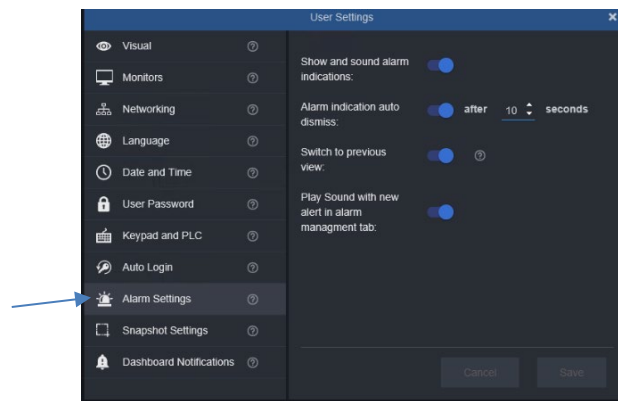 User Settings
Visual
Monitors
Networking
Language
Date and Time
User Password
Keypad and PLC
Auto Login
Alarm Settings
Snapshot Settings
Dashboard Notifications
Show and sound alarm
indications:
Alarm indication auto
dismiss:
after 10 seconds
Switch to previous
view:
Play Sound with new
alert in alarm
managment tab:
Cancel Save